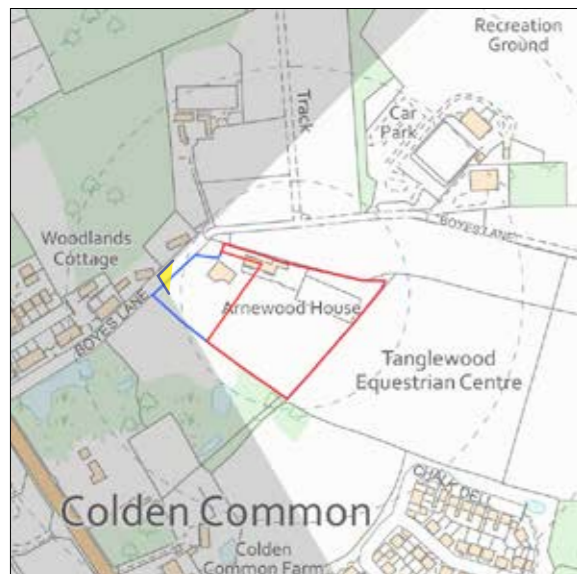 Recreation
Ground
Track
Car
Park
BOYES LANE
Woodlands
Cottage
BOYES LANE
Arnewood House
Tanglewood
Equestrian Centre
CHALK DELL
Colden Common
Colden
Common Farm